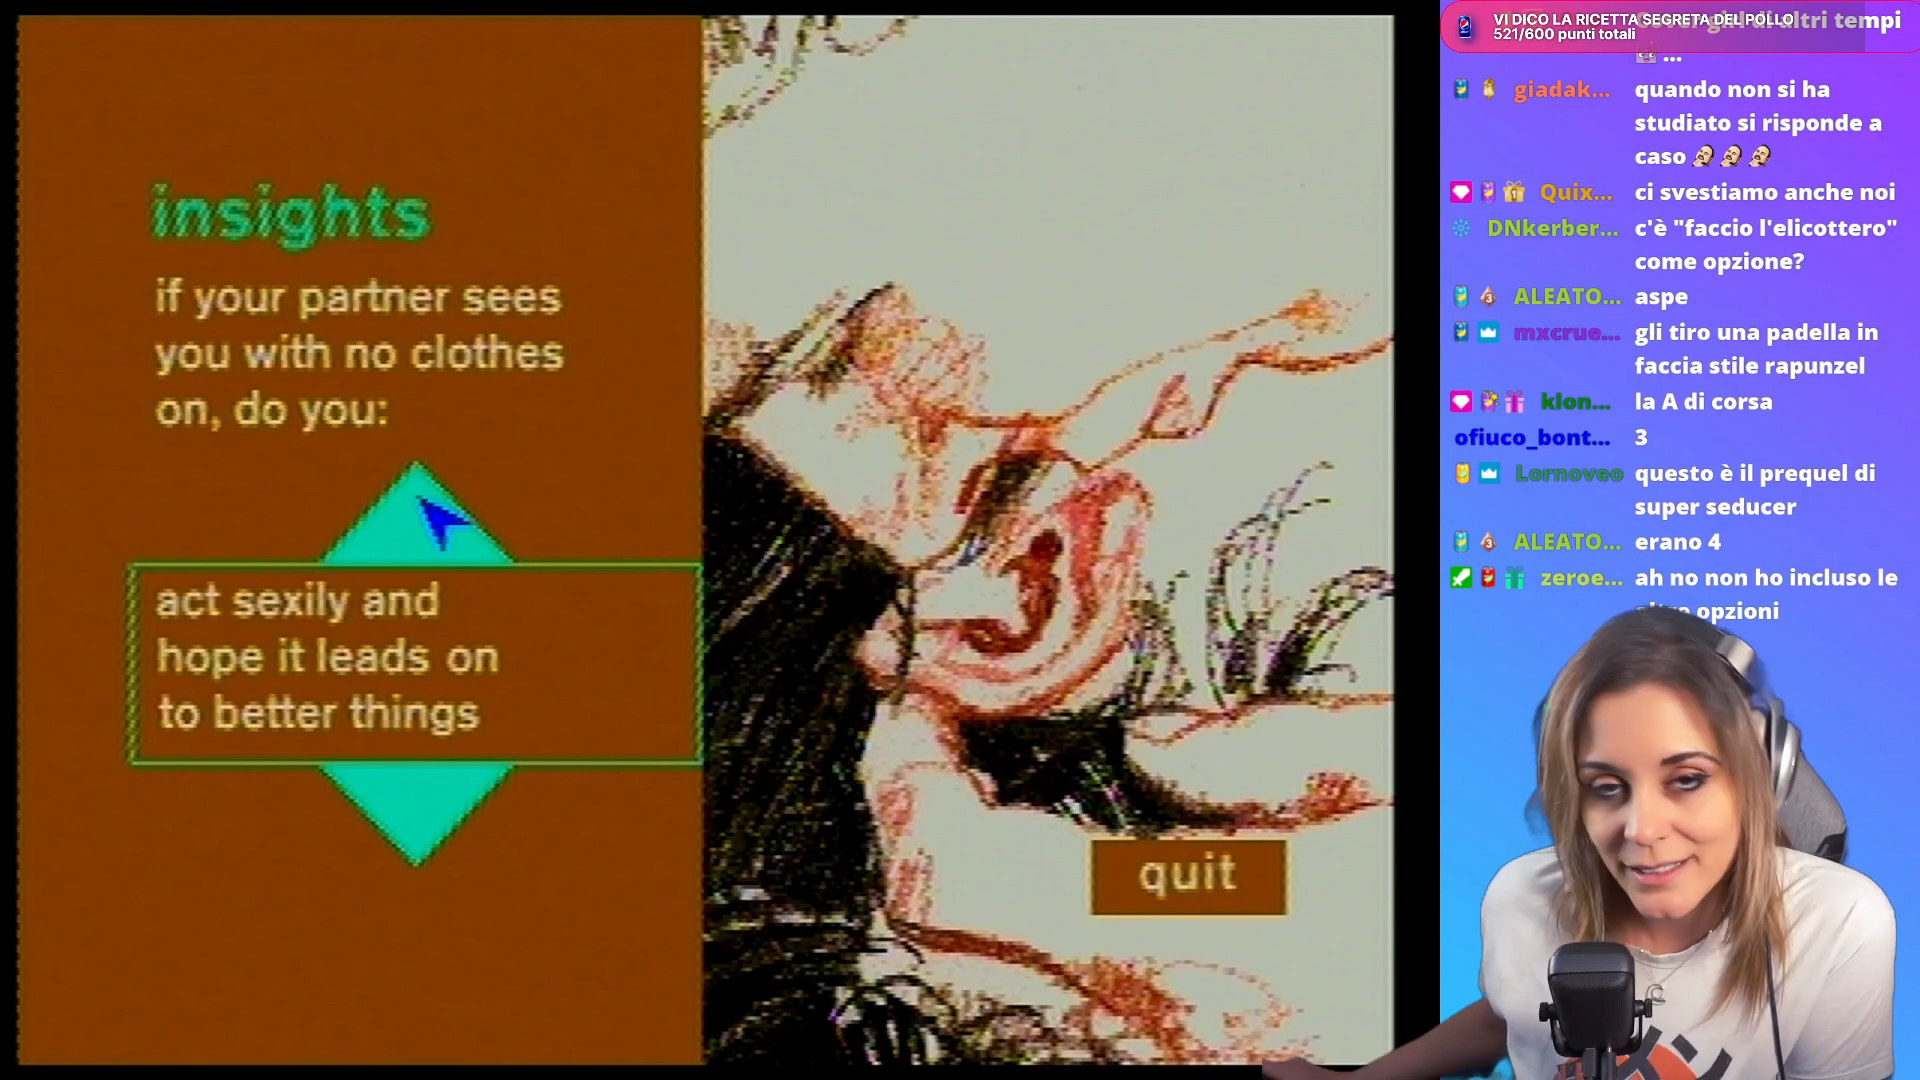 insights
if your partner sees
you with no clothes
on, do you:
act sexily and
hope it leads on
to better things
quit
VI DICO LA RICETTA SEGRETA DEL POLLO
521/600 punti totali
di altri tempi
...
giadak... quando non si ha
studiato si risponde a
caso
Quix... ci svestiamo anche noi
DNkerber... c'è "faccio l'elicottero"
come opzione?
ALEATO... aspe
mxcrue... gli tiro una padella in
faccia stile rapunzel
klon... la A di corsa
ofiuco_bont... 3
Lornoveo questo è il prequel di
super seducer
ALEATO... erano 4
zeroe... ah no non ho incluso le
opzioni